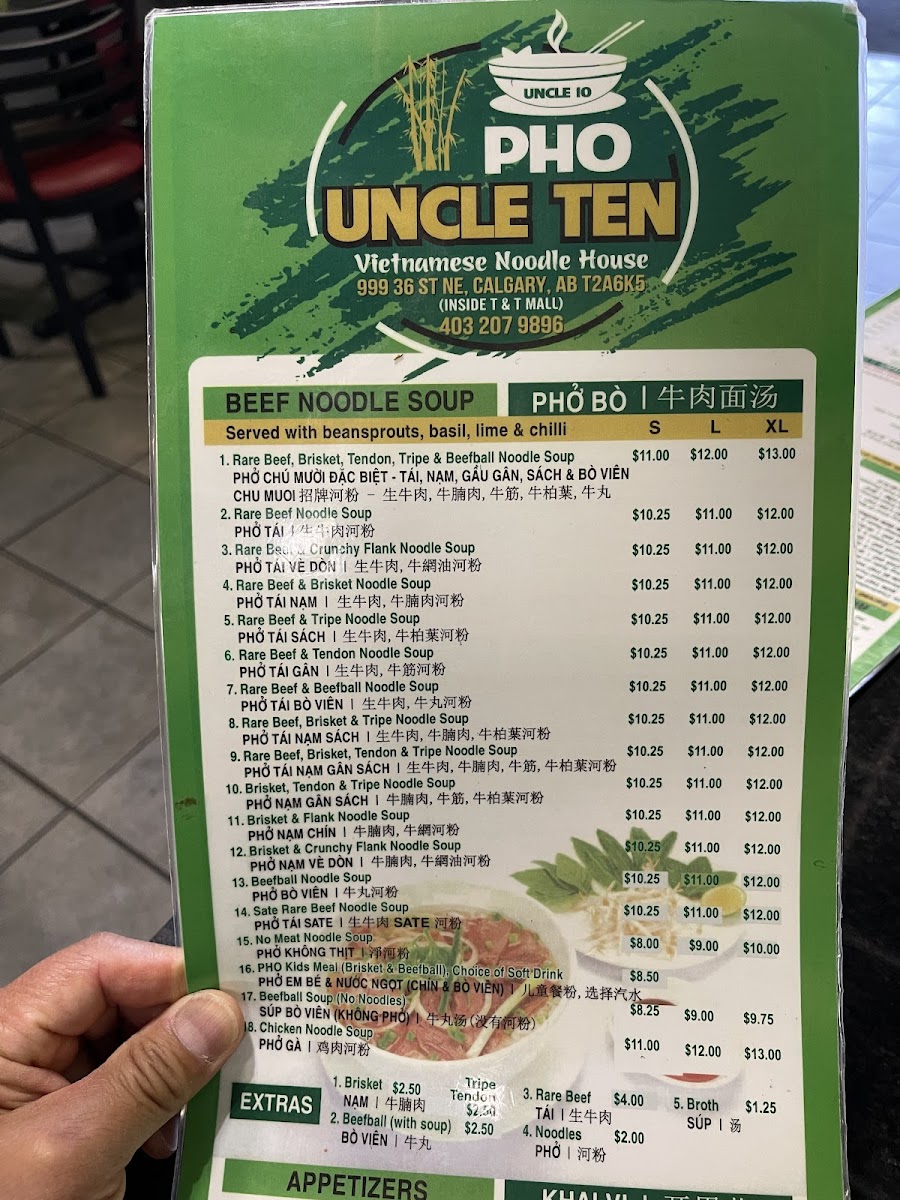 UNCLE 10
PHO
UNCLE TEN
Vietnamese Noodle House
999 36 ST NE, CALGARY, AB T2A6K5
(INSIDE T & T MALL)
403 207 9896
BEEF NOODLE SOUP PHỞ BÒ | 牛肉面汤
Served with beansprouts, basil, lime & chilli S L XL
1. Rare Beef, Brisket, Tendon, Tripe & Beefball Noodle Soup $11.00 $12.00 $13.00
PHỞ CHÚ MƯỜI ĐẶC BIỆT - TÁI, NẠM, GẦU GÂN, SÁCH & BÒ VIÊN
CHU MUOI 招牌河粉 - 生牛肉, 牛腩肉, 牛筋, 牛柏葉, 牛丸
2. Rare Beef Noodle Soup $10.25 $11.00 $12.00
PHỞ TÁI | 生牛肉河粉
3. Rare Beef & Crunchy Flank Noodle Soup $10.25 $11.00 $12.00
PHỞ TÁI VÈ DÒN | 生牛肉, 牛網油河粉
4. Rare Beef & Brisket Noodle Soup $10.25 $11.00 $12.00
PHỞ TÁI NẠM | 生牛肉, 牛腩肉河粉
5. Rare Beef & Tripe Noodle Soup $10.25 $11.00 $12.00
PHỞ TÁI SÁCH | 生牛肉, 牛柏葉河粉
6. Rare Beef & Tendon Noodle Soup $10.25 $11.00 $12.00
PHỞ TÁI GÂN | 生牛肉, 牛筋河粉
7. Rare Beef & Beefball Noodle Soup $10.25 $11.00 $12.00
PHỞ TÁI BÒ VIÊN | 生牛肉, 牛丸河粉
8. Rare Beef, Brisket & Tripe Noodle Soup $10.25 $11.00 $12.00
PHỞ TÁI NẠM SÁCH | 生牛肉, 牛腩肉, 牛柏葉河粉
9. Rare Beef, Brisket, Tendon & Tripe Noodle Soup $10.25 $11.00 $12.00
PHỞ TÁI NẠM GÂN SÁCH | 生牛肉, 牛腩肉, 牛筋, 牛柏葉河粉
10. Brisket, Tendon & Tripe Noodle Soup $10.25 $11.00 $12.00
PHỞ NẠM GÂN SÁCH | 牛腩肉, 牛筋, 牛柏葉河粉
11. Brisket & Flank Noodle Soup $10.25 $11.00 $12.00
PHỞ NẠM CHÍN | 牛腩肉, 牛網河粉
12. Brisket & Crunchy Flank Noodle Soup $10.25 $11.00 $12.00
PHỞ NẠM VÈ DÒN | 牛腩肉, 牛網油河粉
13. Beefball Noodle Soup $10.25 $11.00 $12.00
PHỞ BÒ VIÊN | 牛丸河粉
14. Sate Rare Beef Noodle Soup $10.25 $11.00 $12.00
PHỞ TÁI SATE | 生牛肉 SATE 河粉
15. No Meat Noodle Soup $8.00 $9.00 $10.00
PHỞ KHÔNG THỊT | 淨河粉
16. PHO Kids Meal (Brisket & Beefball), Choice of Soft Drink $8.50
PHỞ EM BÉ & NƯỚC NGỌT (CHÍN & BÒ VIÊN) | 儿童餐粉, 选择汽水
17. Beefball Soup (No Noodles) $8.25 $9.00 $9.75
SÚP BÒ VIÊN (KHÔNG PHỞ) | 牛丸汤(没有河粉)
18. Chicken Noodle Soup $11.00 $12.00 $13.00
PHỞ GÀ | 鸡肉河粉
EXTRAS
1. Brisket $2.50
NẠM | 牛腩肉
2. Beefball (with soup) $2.50
BÒ VIÊN | 牛丸
Tripe
Tendon
$2.50
3. Rare Beef $4.00
TÁI | 生牛肉
4. Noodles $2.00
PHỞ | 河粉
5. Broth $1.25
SÚP | 汤
APPETIZERS